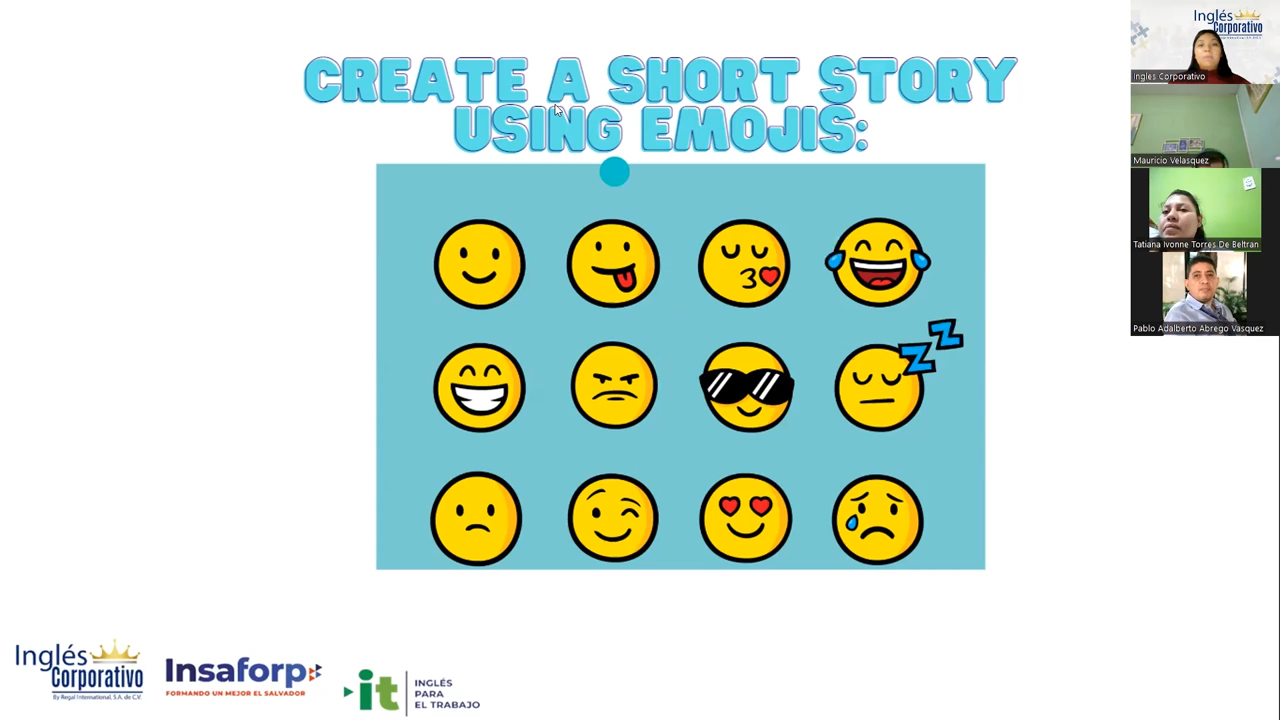 CREATE A SHORT STORY
USING EMOJIS:
Z
Z
Inglés
Corporativo
By Regal International, S.A. de C.V.
Insaforp
FORMANDO UN MEJOR EL SALVADOR
it
INGLÉS
PARA
EL TRABAJO
Inglés
Corporativo
Ingles Corporativo
Mauricio Velasquez
Tatiana Ivonne Torres De Beltran
Pablo Adalberto Abrego Vasquez